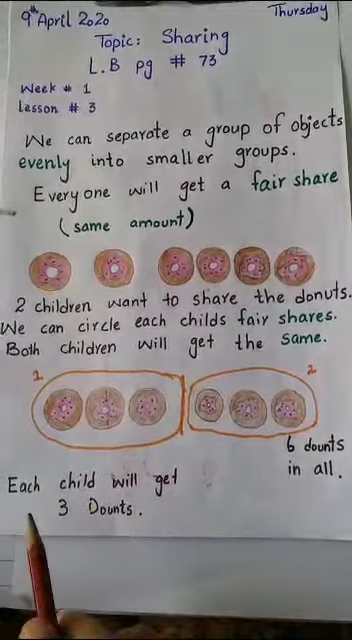 9th April 2020 Thursday
Topic: Sharing
L.B pg # 73
Week # 1
Lesson # 3
We can separate a group of objects
evenly into smaller groups.
Everyone will get a fair share
(same amount)
2 children want to share the donuts.
We can circle each childs fair shares.
Both children will get the same.
1 2
6 dounts
in all.
Each child will get
3 Dounts.